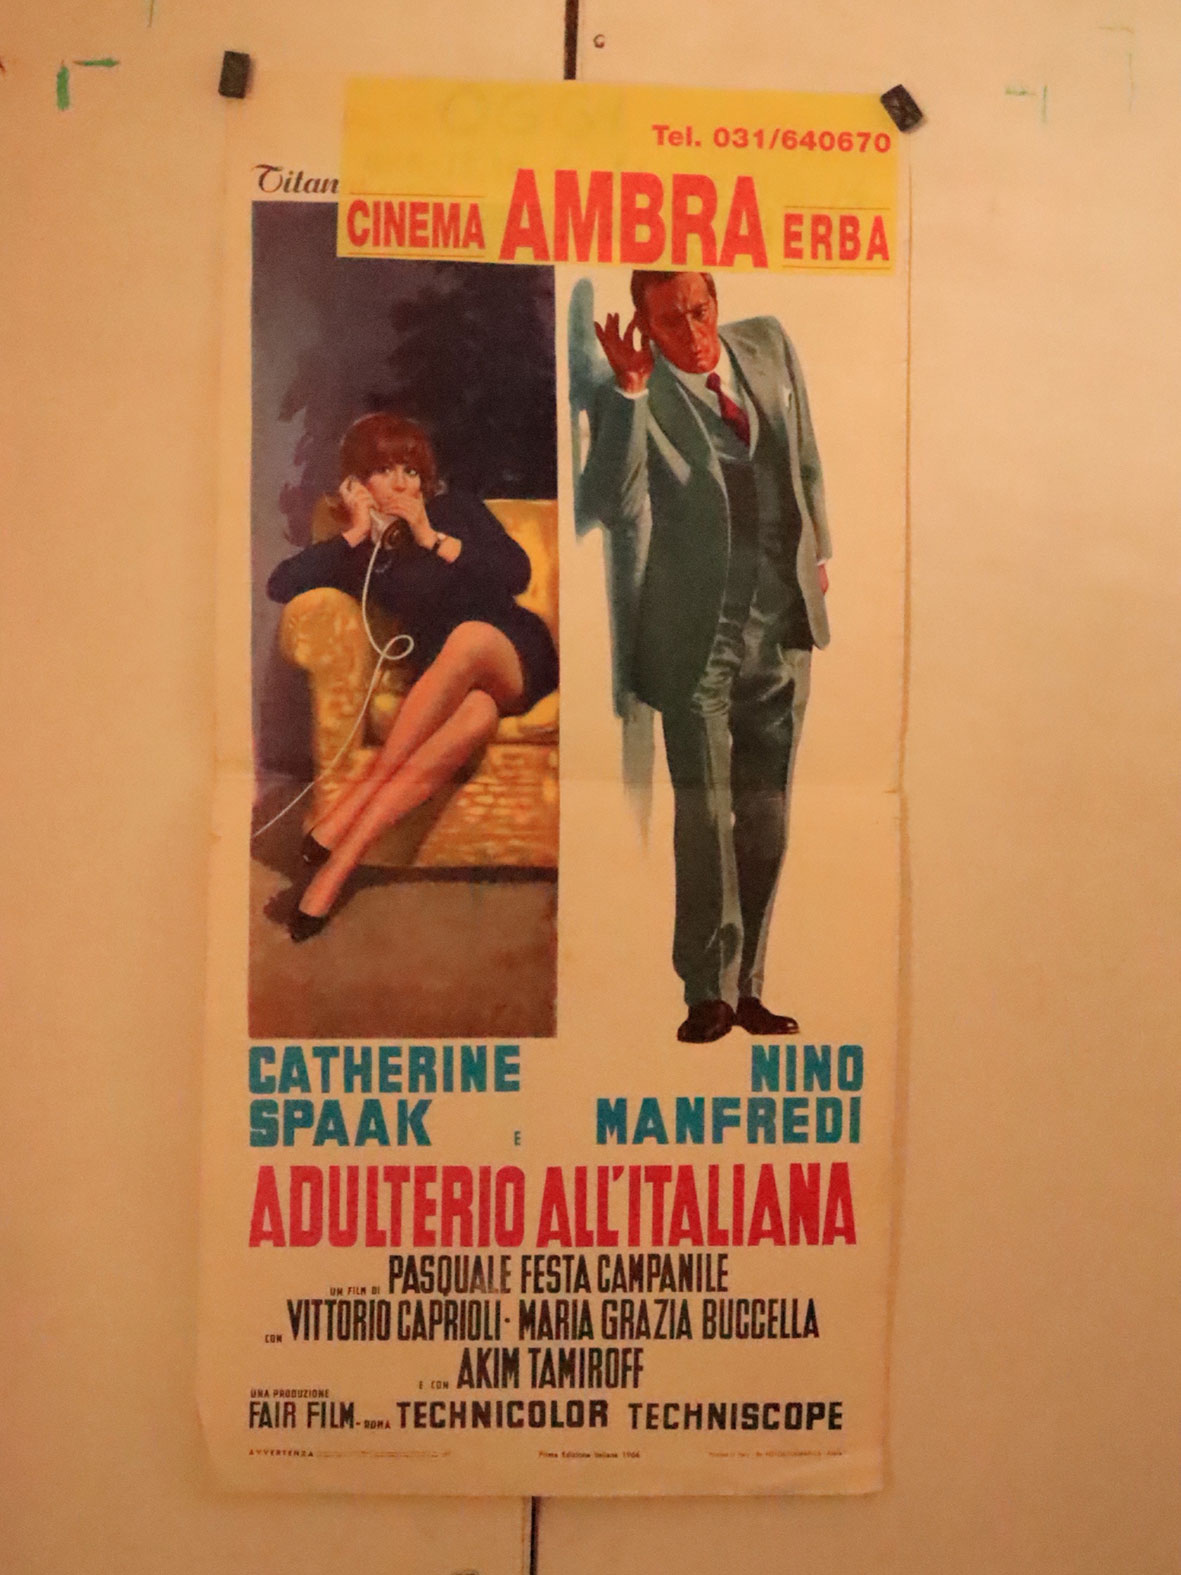 Tel. 031/640670
Titan
CINEMA AMBRA ERBA
CATHERINE SPAAK
E
NINO MANFREDI
ADULTERIO ALL'ITALIANA
UM FILM DI PASQUALE FESTA CAMPANILE
CON VITTORIO CAPRIOLI - MARIA GRAZIA BUCCELLA
E CON AKIM TAMIROFF
UNA PRODUZIONE
FAIR FILM - ROMA TECHNICOLOR TECHNISCOPE
AVVERTENZA
Prima Edizione Italiana 1966